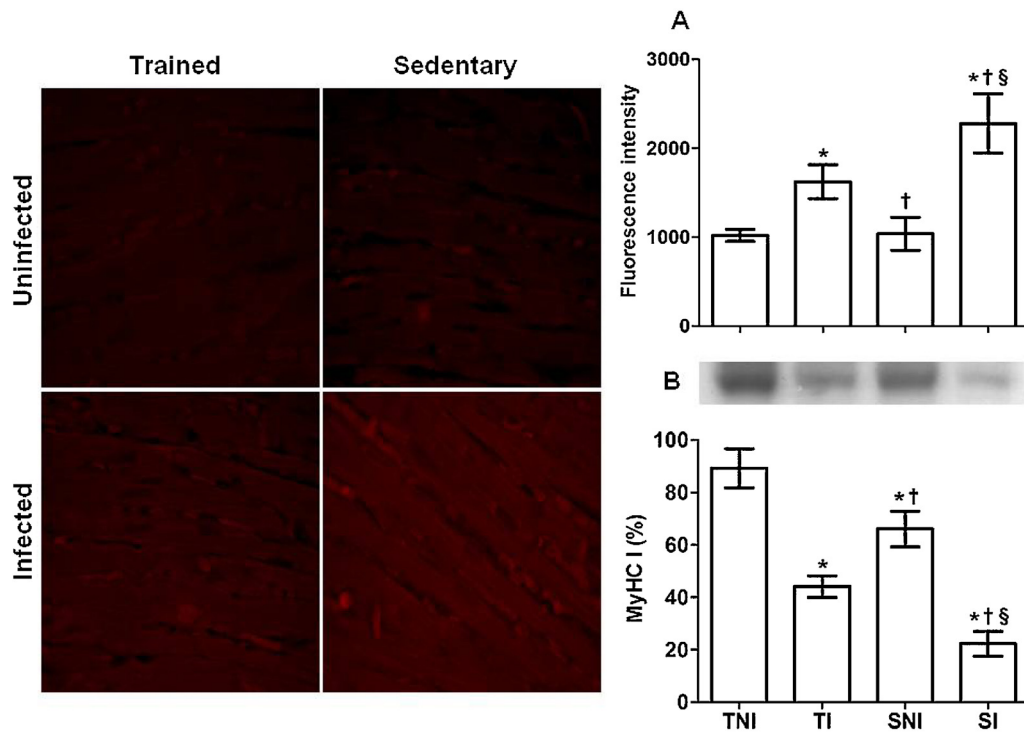 Trained
Sedentary
Uninfected
Infected
A
Fluorescence intensity
3000
2000
1000
0
*
†
*†§
B
MyHC I (%)
100
80
60
40
20
0
*
*†
*†§
TNI
TI
SNI
SI